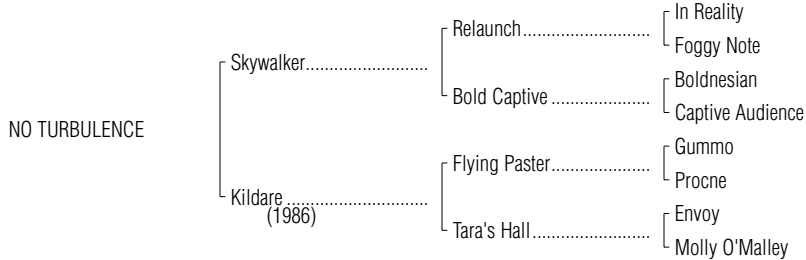 In Reality
Relaunch
Foggy Note
Skywalker
Boldnesian
Bold Captive
Captive Audience
NO TURBULENCE
Gummo
Flying Paster
Procne
Kildare
(1986)
Envoy
Tara's Hall
Molly O'Malley